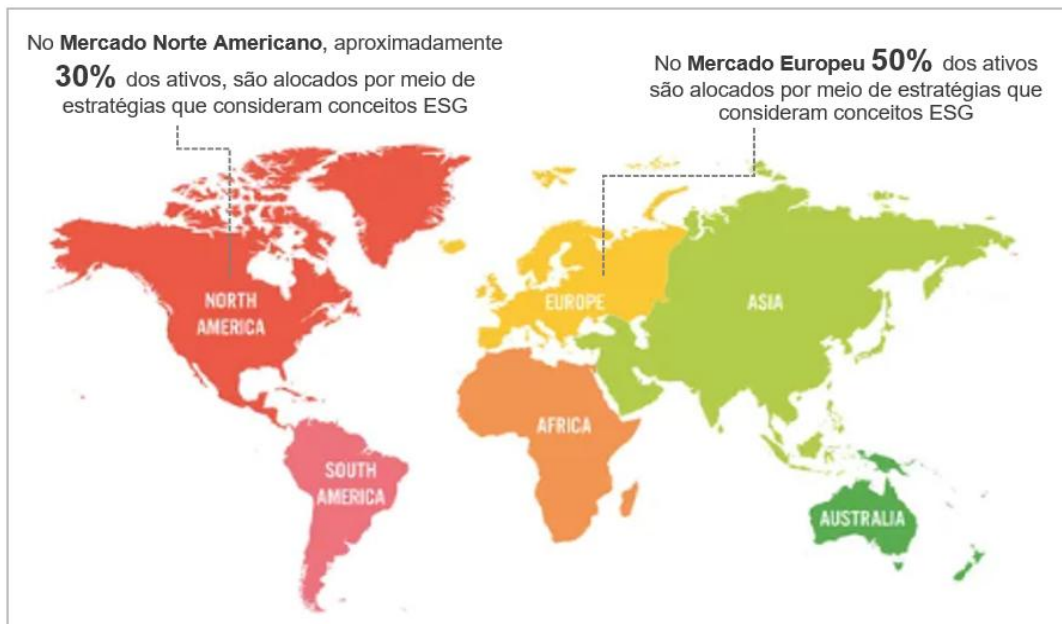 No Mercado Norte Americano, aproximadamente
30% dos ativos, são alocados por meio de
estratégias que consideram conceitos ESG
No Mercado Europeu 50% dos ativos
são alocados por meio de estratégias que
consideram conceitos ESG
NORTH
AMERICA
EUROPE
ASIA
AFRICA
SOUTH
AMERICA
AUSTRALIA